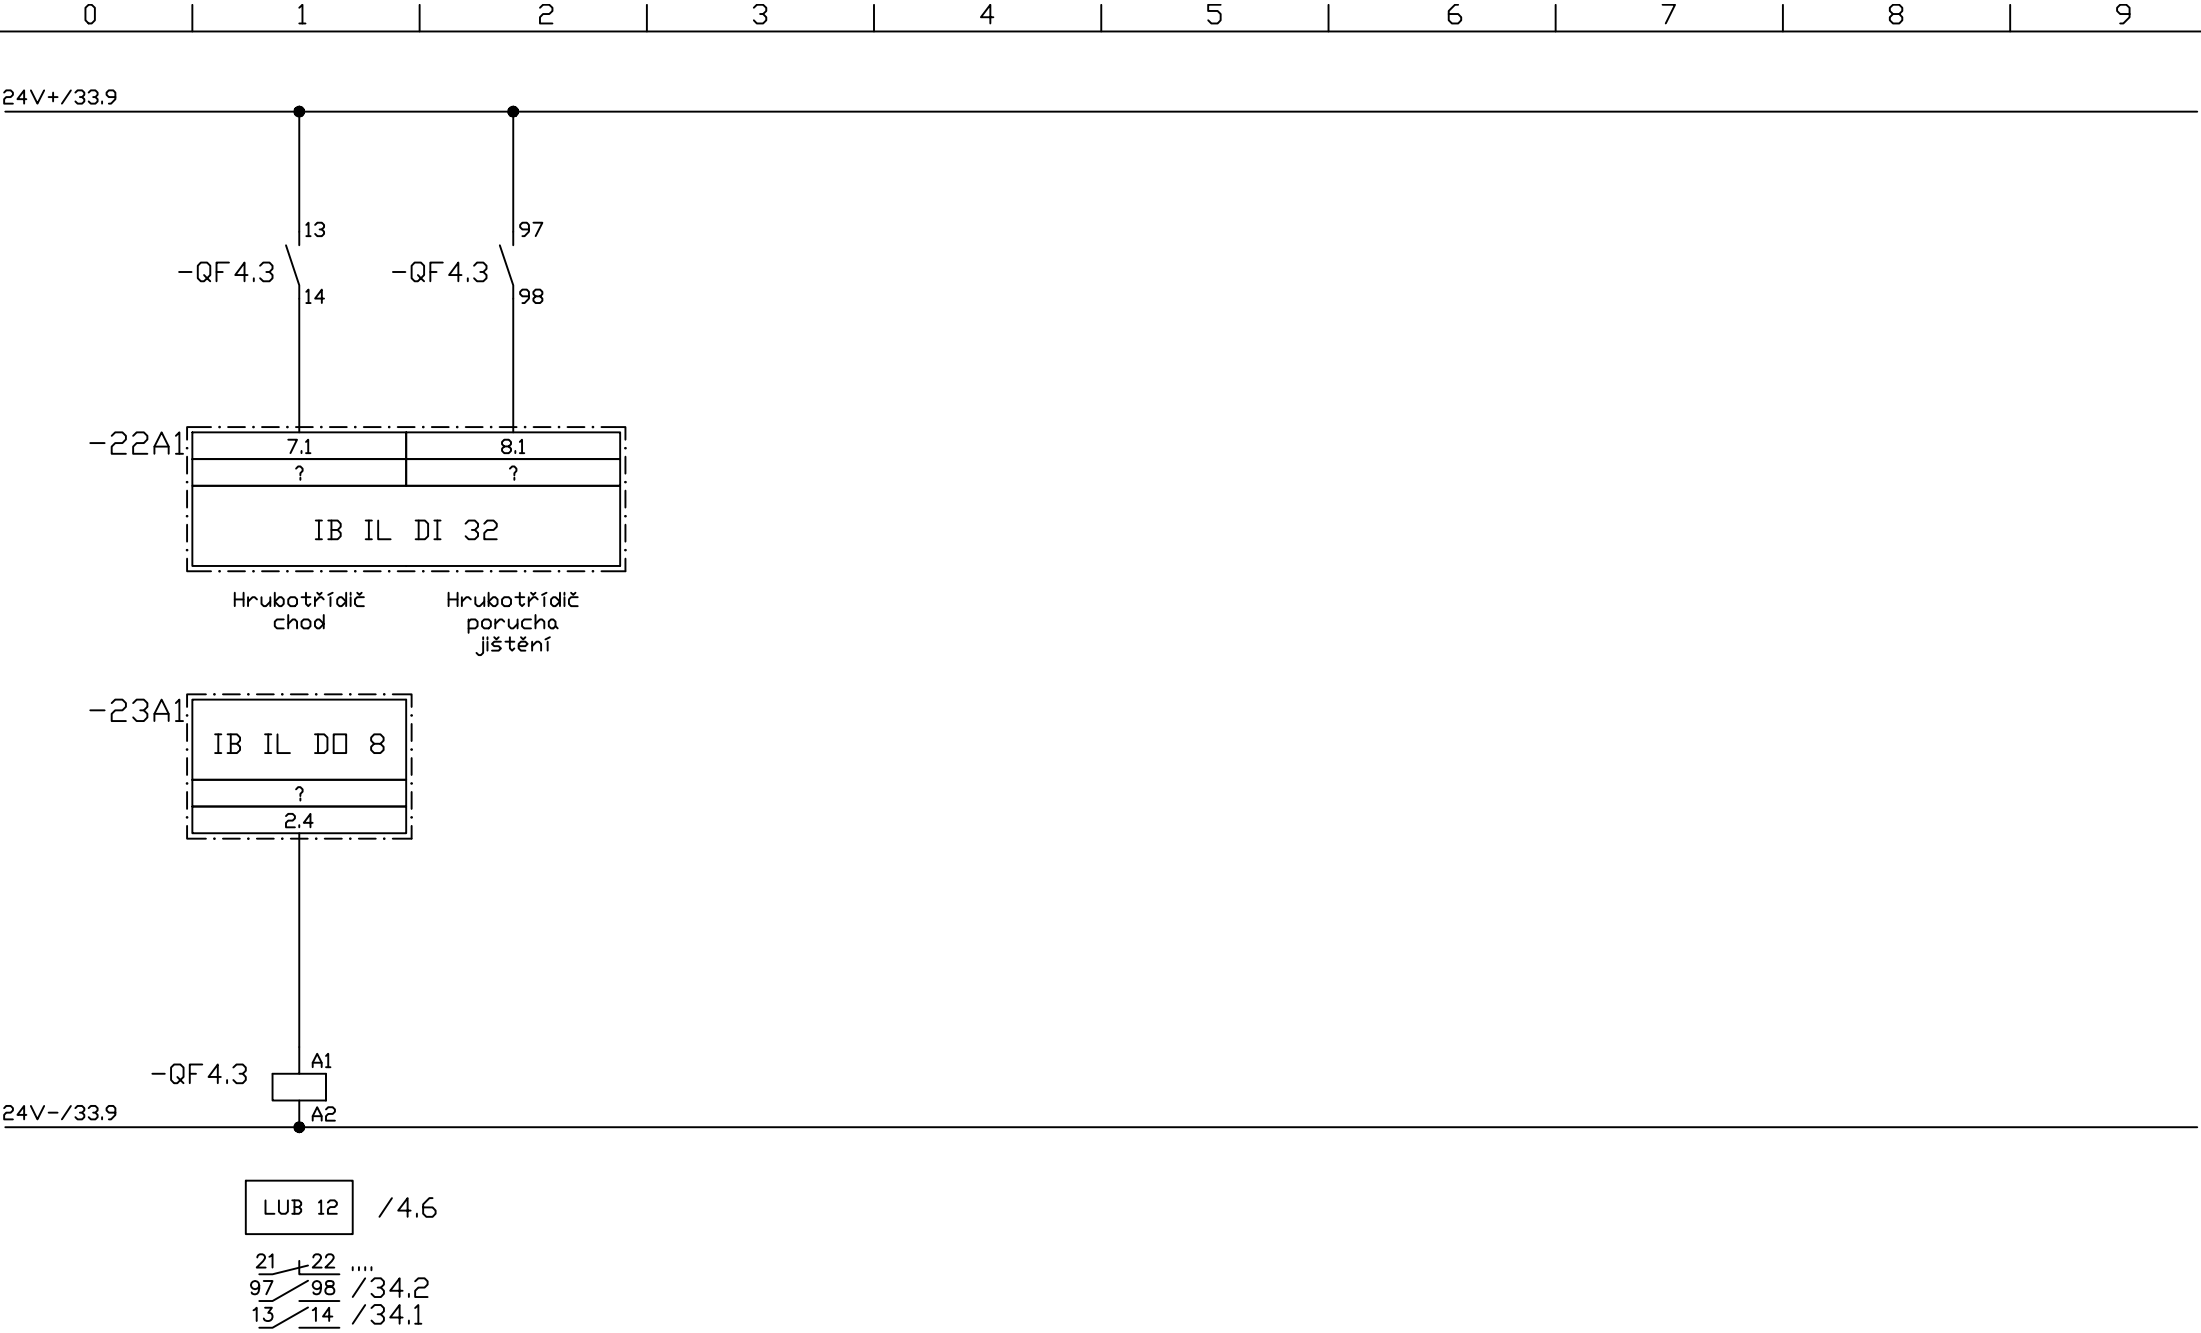 0 1 2 3 4 5 6 7 8 9
24V+/33.9
13 97
-QF4.3 -QF4.3
14 98
-22A1 7.1 8.1
? ?
IB IL DI 32
Hrubotřídič Hrubotřídič
chod porucha
jištění
-23A1
IB IL DO 8
?
2.4
A1
-QF4.3
24V-/33.9 A2
LUB 12 /4.6
21 22 ....
97 98 /34.2
13 14 /34.1